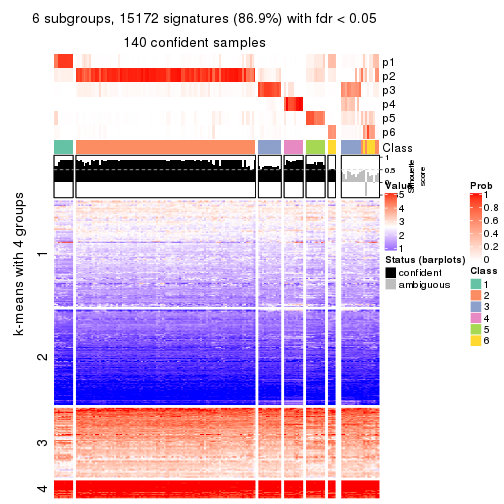 6 subgroups, 15172 signatures (86.9%) with fdr < 0.05
140 confident samples
p1
p2
p3
p4
p5
p6
Class
1
0.5
0
Silhouette
score
k-means with 4 groups
1
2
3
4
Value
5
4
3
2
1
Status (barplots)
confident
ambiguous
Prob
1
0.8
0.6
0.4
0.2
0
Class
1
2
3
4
5
6